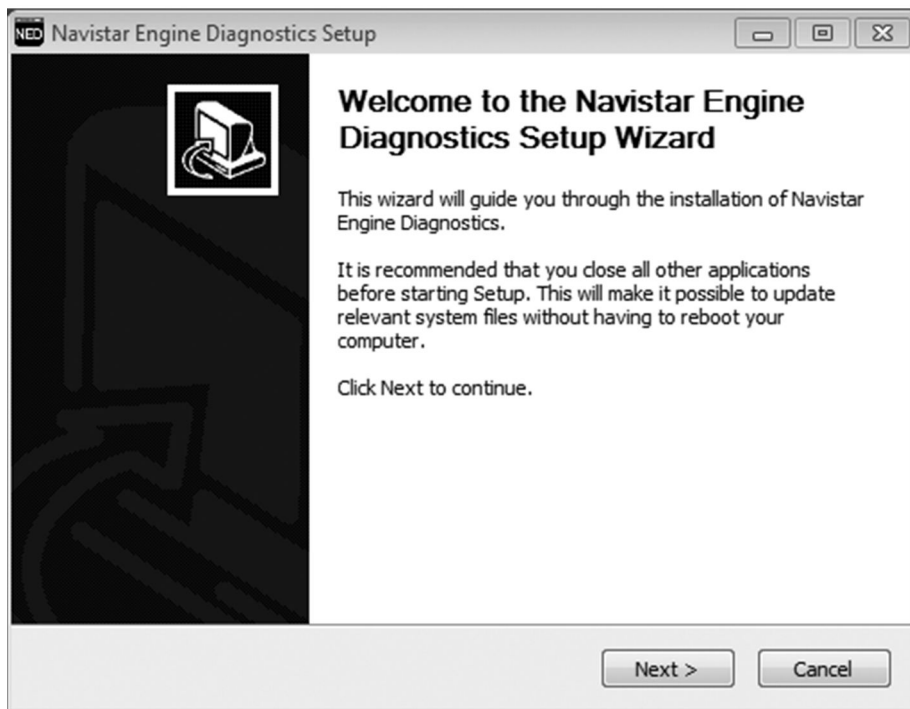 NED Navistar Engine Diagnostics Setup
Welcome to the Navistar Engine
Diagnostics Setup Wizard
This wizard will guide you through the installation of Navistar
Engine Diagnostics.
It is recommended that you close all other applications
before starting Setup. This will make it possible to update
relevant system files without having to reboot your
computer.
Click Next to continue.
Next >
Cancel